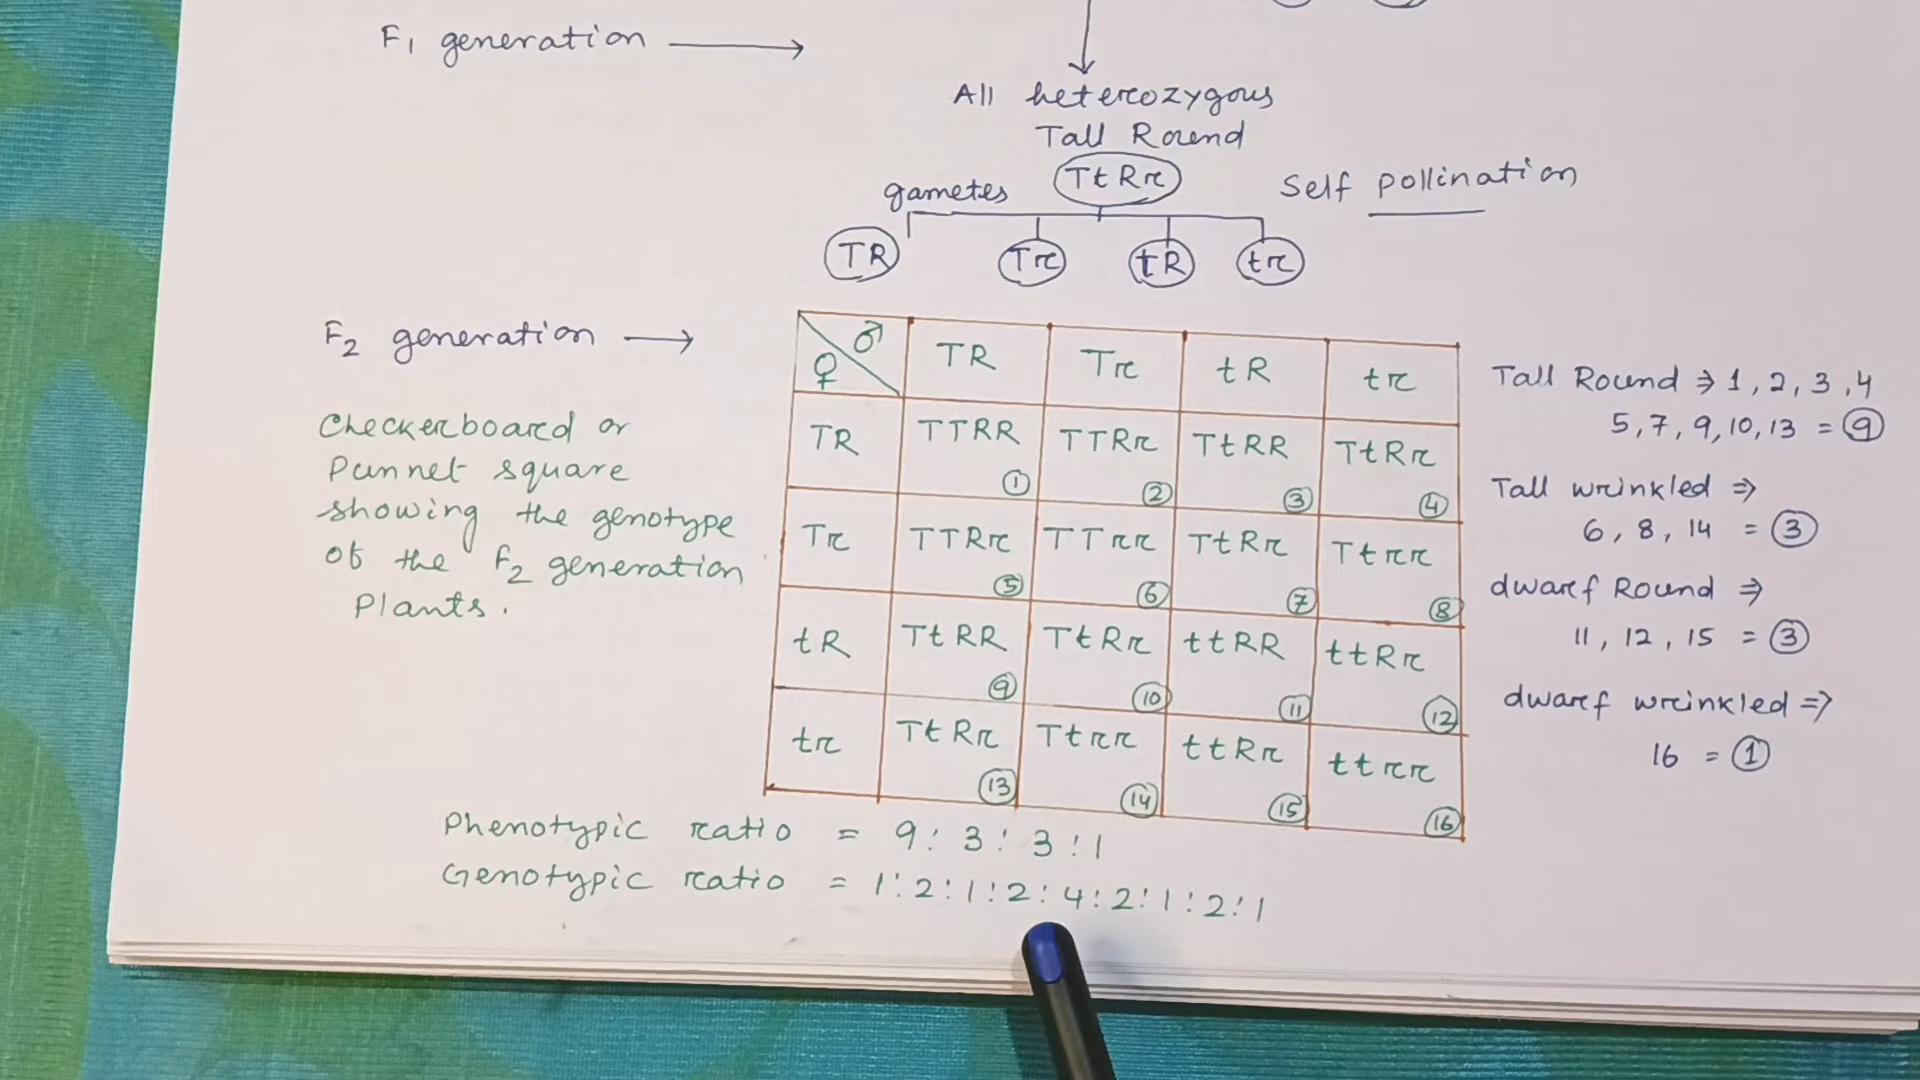 F1 generation →
All heterozygous
Tall Round
gametes TtRr Self pollination
TR Tr tR tr
F2 generation →
Checkerboard or
Punnet square
showing the genotype
of the F2 generation
Plants.
♂ TR Tr tR tr
♀
TR TTRR TTRr TtRR TtRr
1 2 3 4
Tr TTRr TTrr TtRr Ttrr
5 6 7 8
tR TtRR TtRr ttRR ttRr
9 10 11 12
tr TtRr Ttrr ttRr ttrr
13 14 15 16
Tall Round ⇒ 1, 2, 3, 4
5, 7, 9, 10, 13 = 9
Tall wrinkled ⇒
6, 8, 14 = 3
dwarf Round ⇒
11, 12, 15 = 3
dwarf wrinkled ⇒
16 = 1
Phenotypic ratio = 9:3:3:1
Genotypic ratio = 1:2:1:2:4:2:1:2:1